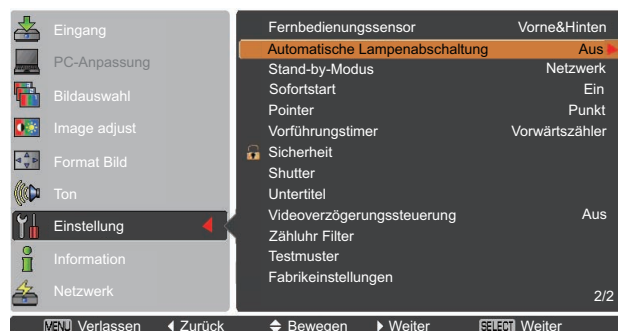 Eingang
PC-Anpassung
Bildauswahl
Image adjust
Format Bild
Ton
Einstellung
Information
Netzwerk
Fernbedienungssensor Vorne&Hinten
Automatische Lampenabschaltung Aus
Stand-by-Modus Netzwerk
Sofortstart Ein
Pointer Punkt
Vorführungstimer Vorwärtszähler
Sicherheit
Shutter
Untertitel
Videoverzögerungssteuerung Aus
Zähluhr Filter
Testmuster
Fabrikeinstellungen
2/2
MENU Verlassen Zurück Bewegen Weiter SELECT Weiter